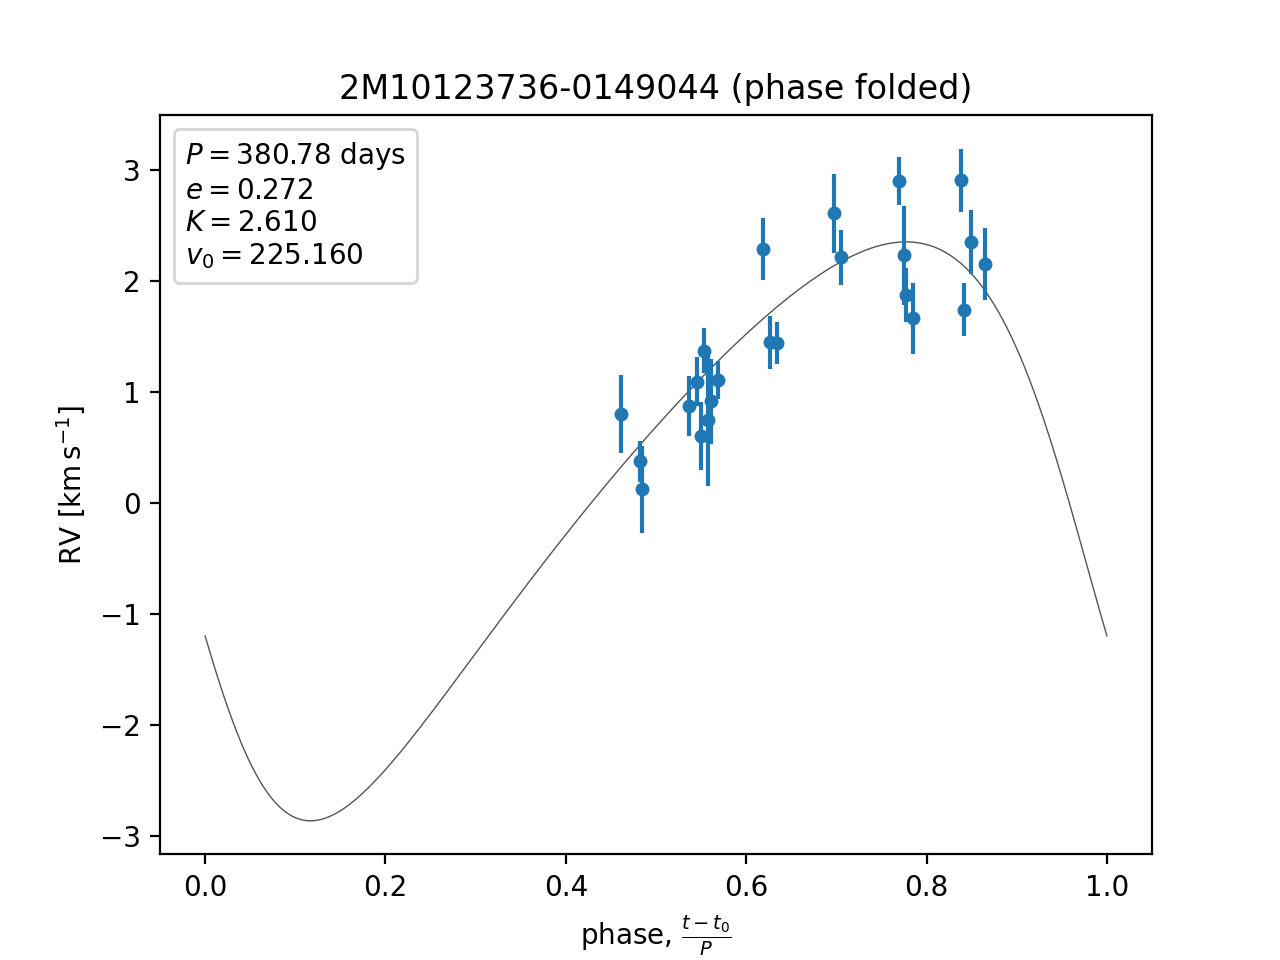 2M10123736-0149044 (phase folded)
P = 380.78 days
e = 0.272
K = 2.610
v₀ = 225.160
3
2
1
0
−1
−2
−3
RV [km s⁻¹]
0.0 0.2 0.4 0.6 0.8 1.0
phase, (t − t₀)/P